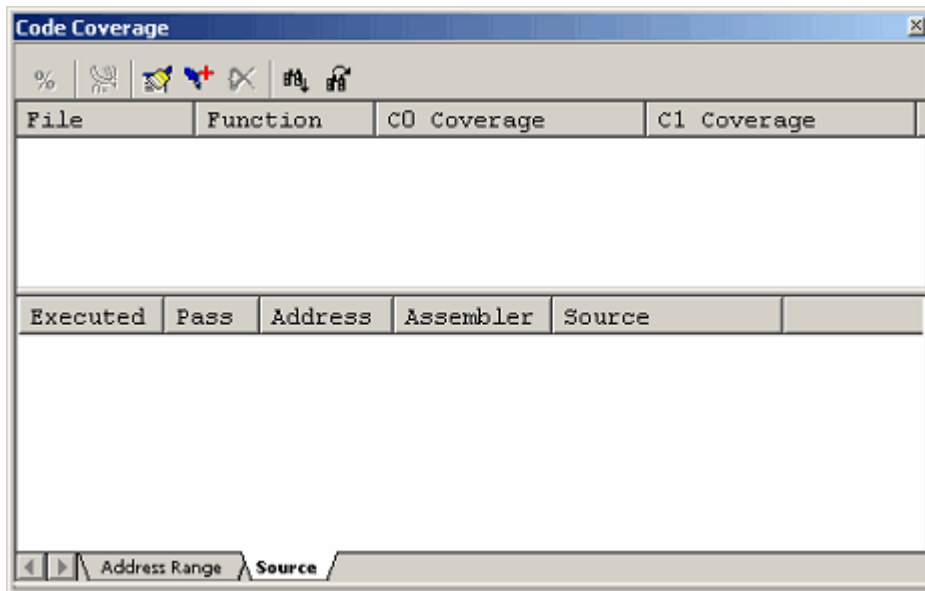 Code Coverage
%
File Function C0 Coverage C1 Coverage
Executed Pass Address Assembler Source
Address Range Source